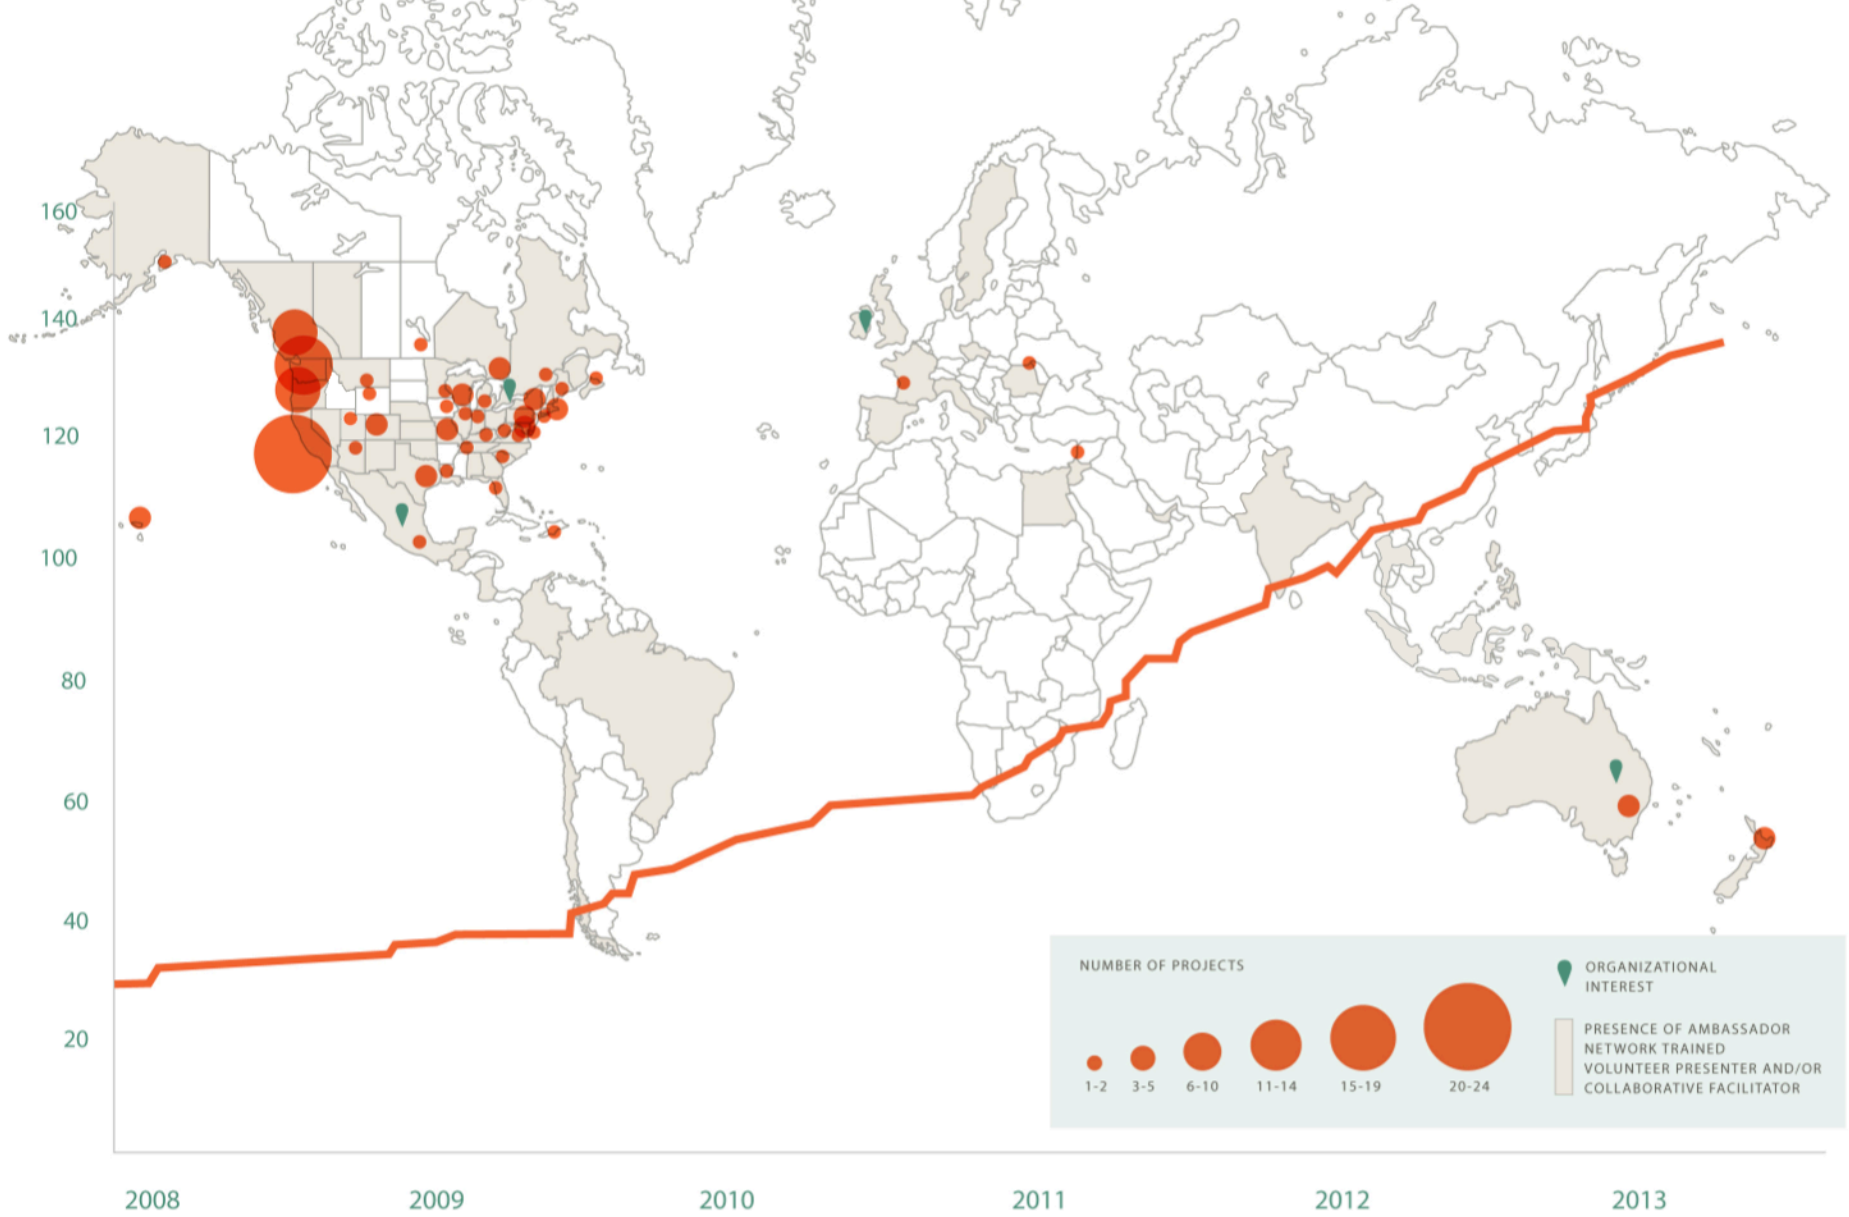 160
140
120
100
80
60
40
20
NUMBER OF PROJECTS
1-2 3-5 6-10 11-14 15-19 20-24
ORGANIZATIONAL
INTEREST
PRESENCE OF AMBASSADOR
NETWORK TRAINED
VOLUNTEER PRESENTER AND/OR
COLLABORATIVE FACILITATOR
2008 2009 2010 2011 2012 2013